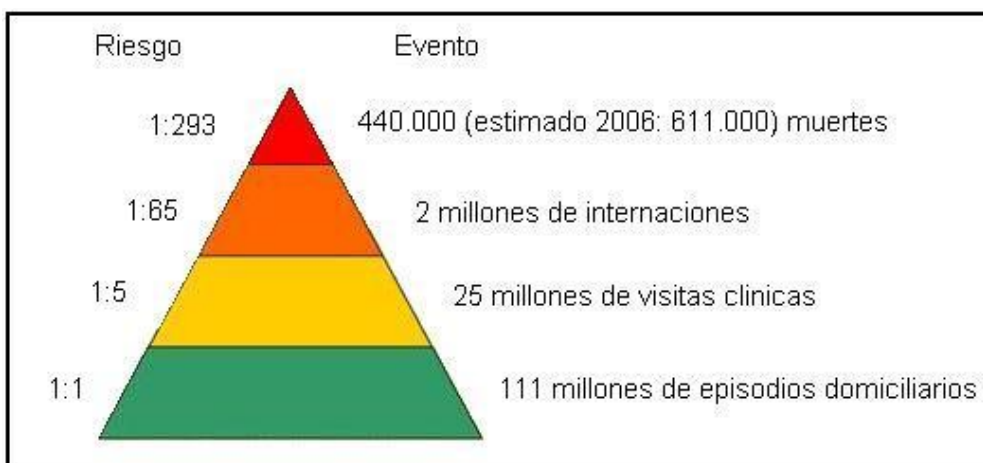 Riesgo Evento
1:293 440.000 (estimado 2006: 611.000) muertes
1:65 2 millones de internaciones
1:5 25 millones de visitas clinicas
1:1 111 millones de episodios domiciliarios